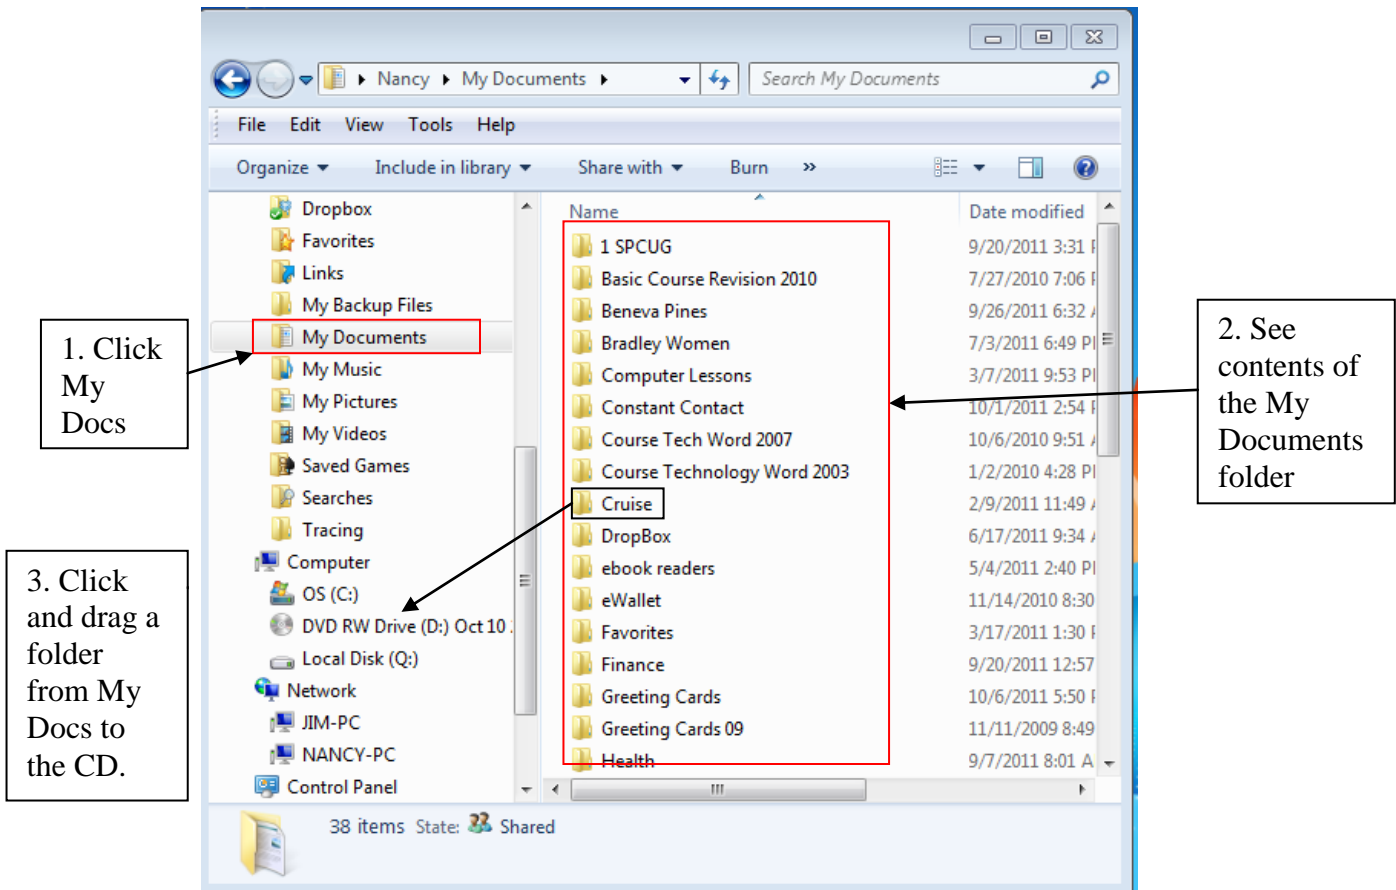 Nancy My Documents
Search My Documents
File Edit View Tools Help
Organize Include in library Share with Burn »
Dropbox
Favorites
Links
My Backup Files
My Documents
My Music
My Pictures
My Videos
Saved Games
Searches
Tracing
Computer
OS (C:)
DVD RW Drive (D:) Oct 10
Local Disk (Q:)
Network
JIM-PC
NANCY-PC
Control Panel
Name Date modified
1 SPCUG 9/20/2011 3:31
Basic Course Revision 2010 7/27/2010 7:06
Beneva Pines 9/26/2011 6:32
Bradley Women 7/3/2011 6:49 P
Computer Lessons 3/7/2011 9:53 P
Constant Contact 10/1/2011 2:54
Course Tech Word 2007 10/6/2010 9:51
Course Technology Word 2003 1/2/2010 4:28 P
Cruise 2/9/2011 11:49
DropBox 6/17/2011 9:34
ebook readers 5/4/2011 2:40 P
eWallet 11/14/2010 8:30
Favorites 3/17/2011 1:30
Finance 9/20/2011 12:57
Greeting Cards 10/6/2011 5:50
Greeting Cards 09 11/11/2009 8:49
Health 9/7/2011 8:01 A
38 items State: Shared
1. Click
My
Docs
2. See
contents of
the My
Documents
folder
3. Click
and drag a
folder
from My
Docs to
the CD.